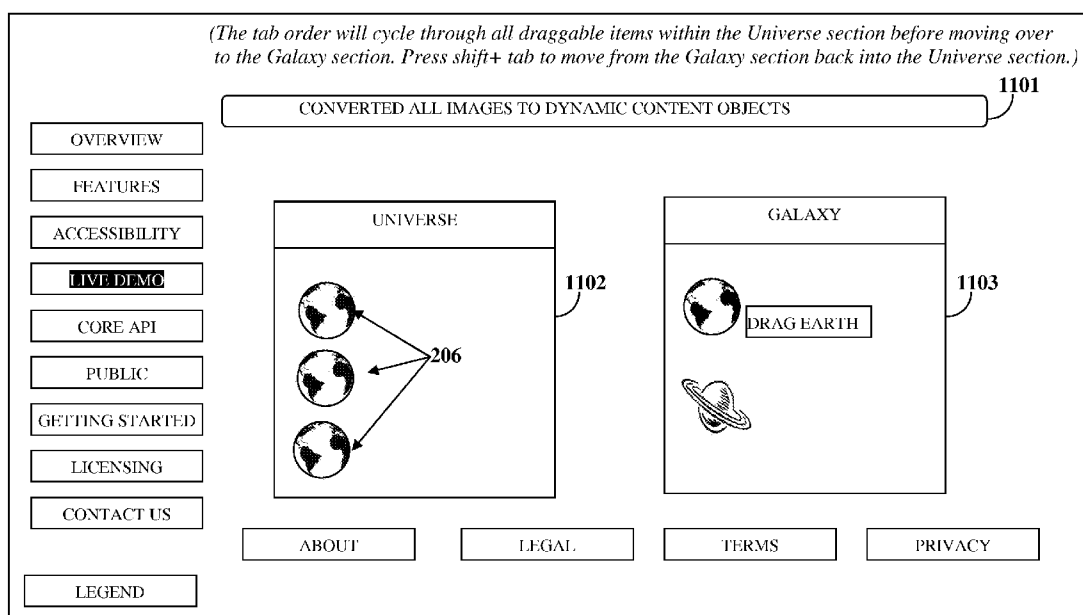 (The tab order will cycle through all draggable items within the Universe section before moving over
to the Galaxy section. Press shift+ tab to move from the Galaxy section back into the Universe section.)
1101
CONVERTED ALL IMAGES TO DYNAMIC CONTENT OBJECTS
OVERVIEW
FEATURES
ACCESSIBILITY
LIVE DEMO
CORE API
PUBLIC
GETTING STARTED
LICENSING
CONTACT US
LEGEND
UNIVERSE
1102
206
GALAXY
1103
DRAG EARTH
ABOUT
LEGAL
TERMS
PRIVACY